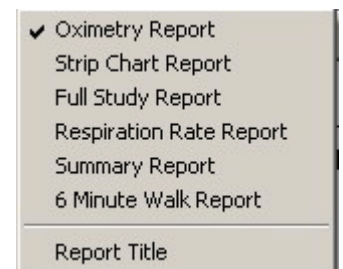 Oximetry Report
Strip Chart Report
Full Study Report
Respiration Rate Report
Summary Report
6 Minute Walk Report
Report Title